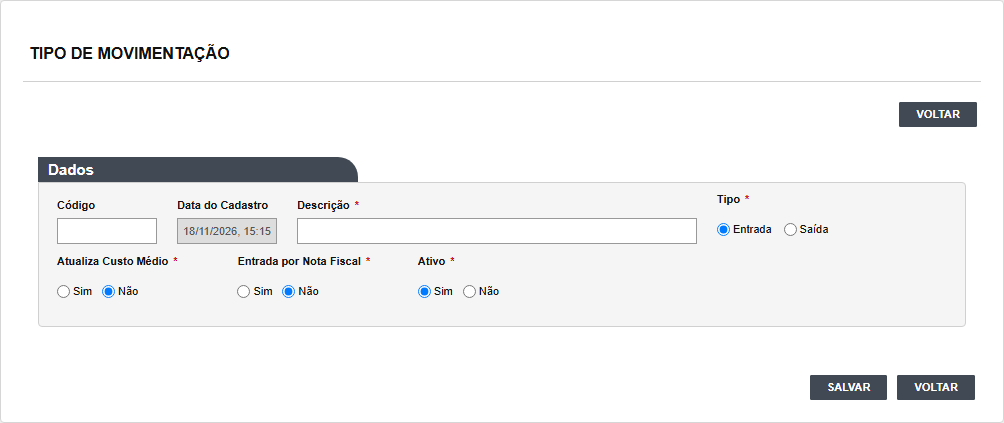 TIPO DE MOVIMENTAÇÃO
VOLTAR
Dados
Código Data do Cadastro Descrição * Tipo *
18/11/2026, 15:15 Entrada Saída
Atualiza Custo Médio * Entrada por Nota Fiscal * Ativo *
Sim Não Sim Não Sim Não
SALVAR VOLTAR